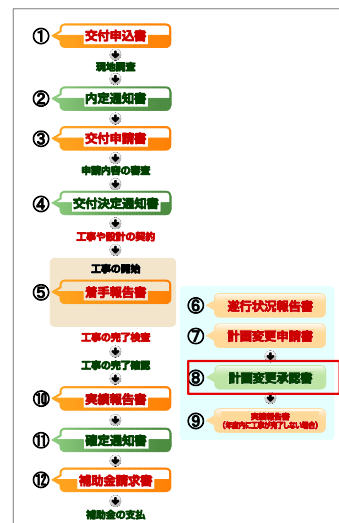 ① 交付申込書
現地調査
② 内定通知書
③ 交付申請書
申請内容の審査
④ 交付決定通知書
工事や設計の契約
工事の開始
⑤ 着手報告書
工事の完了検査
工事の完了確認
⑩ 実績報告書
⑪ 確定通知書
⑫ 補助金請求書
補助金の支払
⑥ 遂行状況報告書
⑦ 計画変更申請書
⑧ 計画変更承認書
⑨ 実績報告書
(年度内に工事が完了しない場合)